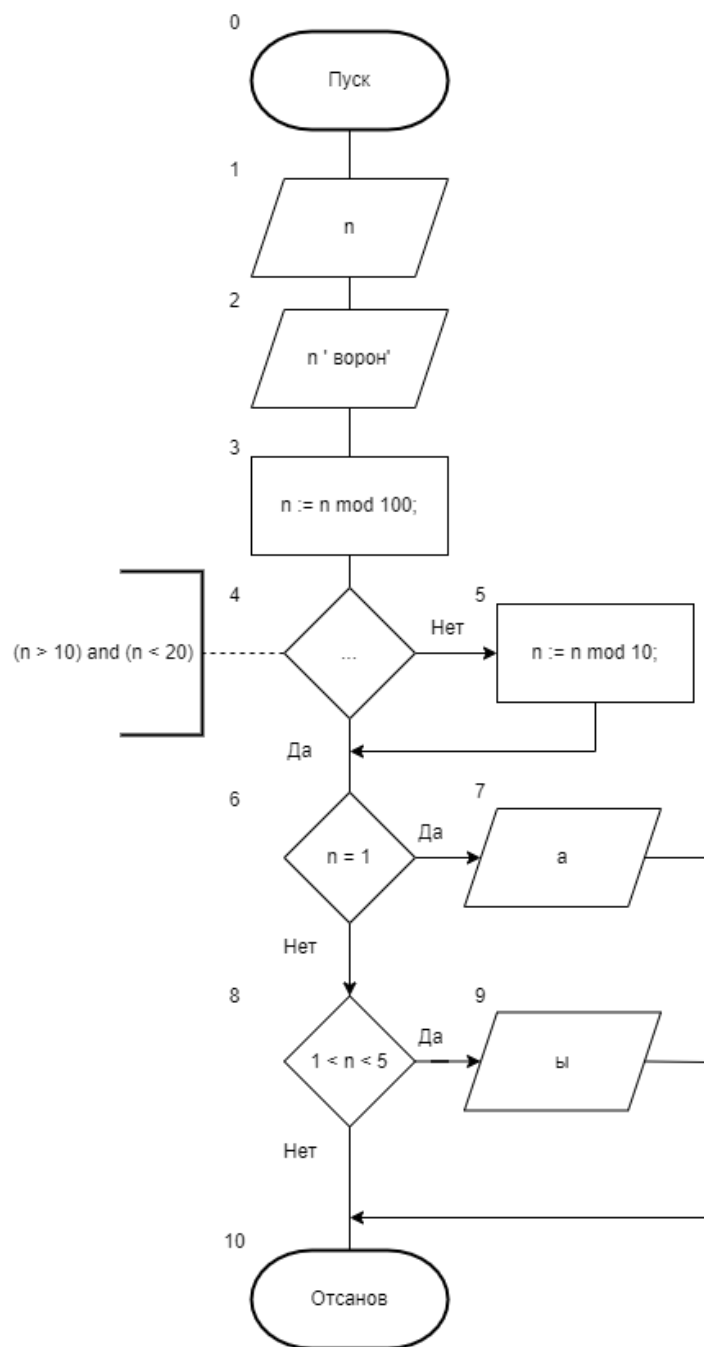 0
Пуск
1
n
2
n ' ворон'
3
n := n mod 100;
4
(n > 10) and (n < 20)
...
Нет
5
n := n mod 10;
Да
6
n = 1
Да
7
а
Нет
8
1 < n < 5
Да
9
ы
Нет
10
Отсанов